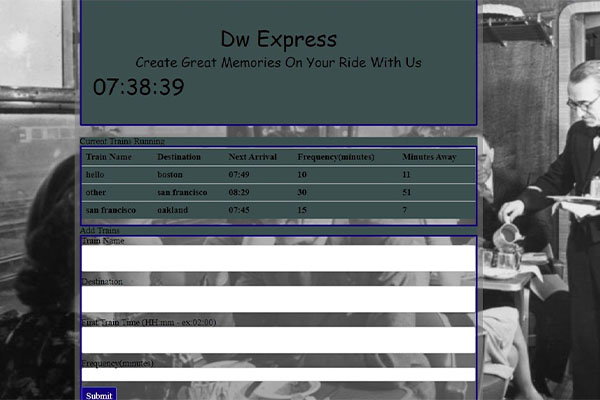 Dw Express
Create Great Memories On Your Ride With Us
07:38:39
Current Trains Running
Train Name Destination Next Arrival Frequency(minutes) Minutes Away
hello boston 07:49 10 11
other san francisco 08:29 30 51
san francisco oakland 07:45 15 7
Add Trains
Train Name
Destination
First Train Time (HH:mm - ex:02:00)
Frequency(minutes)
Submit